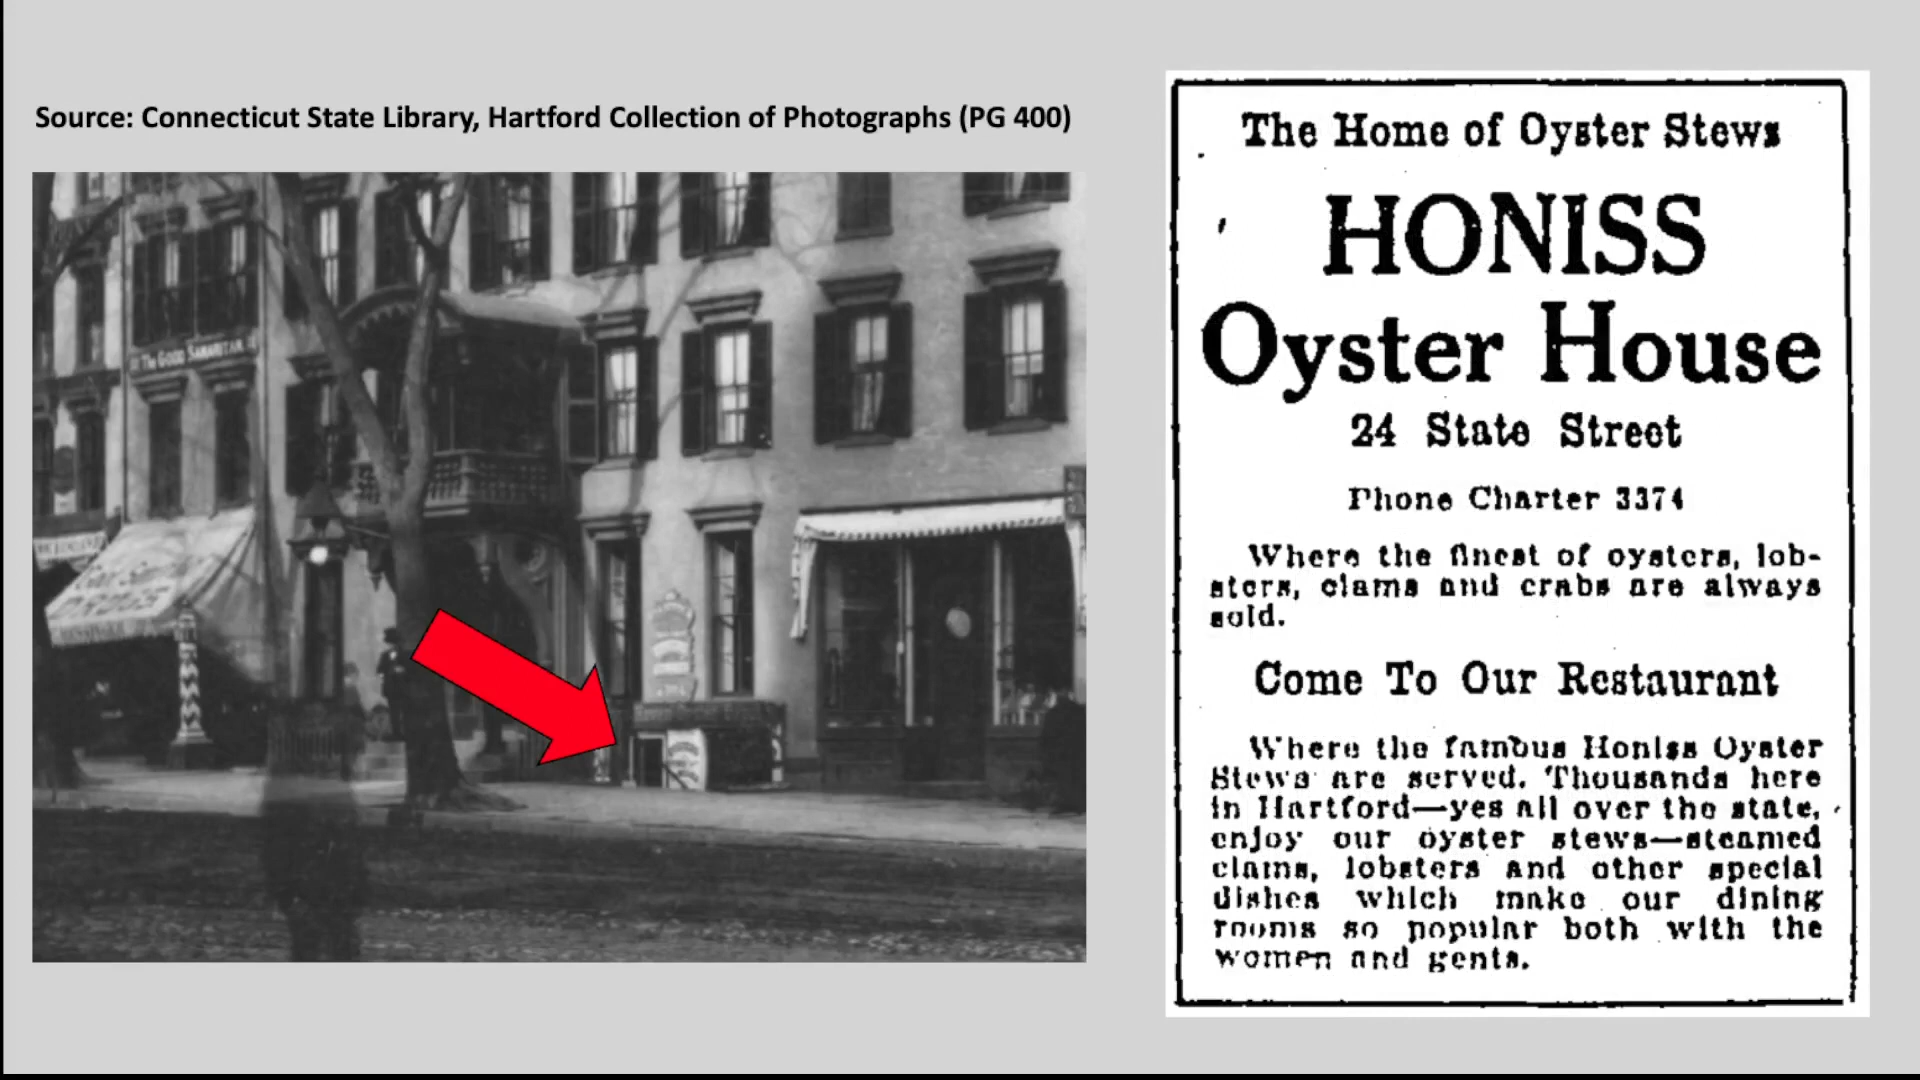 Source: Connecticut State Library, Hartford Collection of Photographs (PG 400)
THE GOOD SAMARITAN
The Home of Oyster Stews
HONISS
Oyster House
24 State Street
Phone Charter 3374
Where the finest of oysters, lob-
sters, clams and crabs are always
sold.
Come To Our Restaurant
Where the famous Honiss Oyster
Stews are served. Thousands here
in Hartford—yes all over the state,
enjoy our oyster stews—steamed
clams, lobsters and other special
dishes which make our dining
rooms so popular both with the
women and gents.